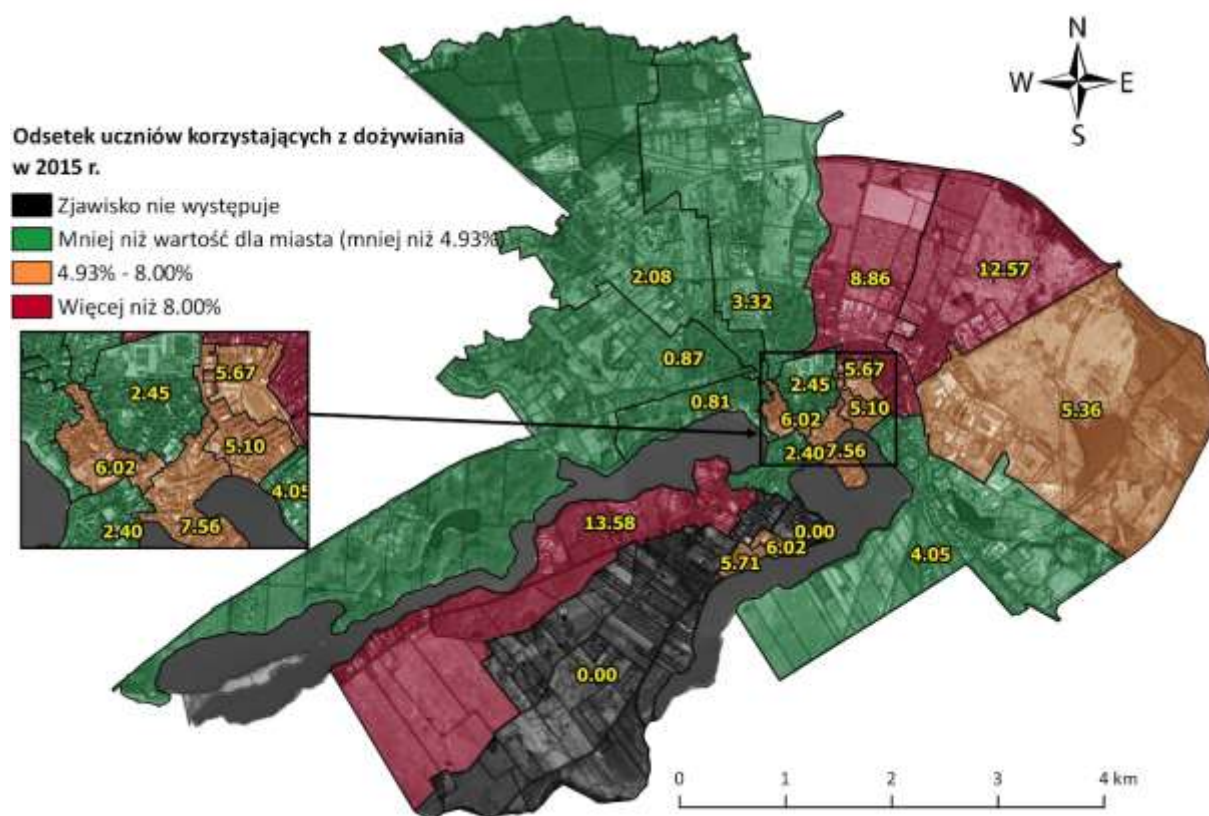 N
W E
S
Odsetek uczniów korzystających z dożywiania
w 2015 r.
Zjawisko nie występuje
Mniej niż wartość dla miasta (mniej niż 4.93%)
4.93% - 8.00%
Więcej niż 8.00%
2.08
3.32
8.86
12.57
0.87
0.81
2.45
5.67
6.02
5.10
5.36
2.40
7.56
2.45
5.67
5.10
6.02
4.05
2.40
7.56
13.58
0.00
6.02
5.71
4.05
0.00
0 1 2 3 4 km